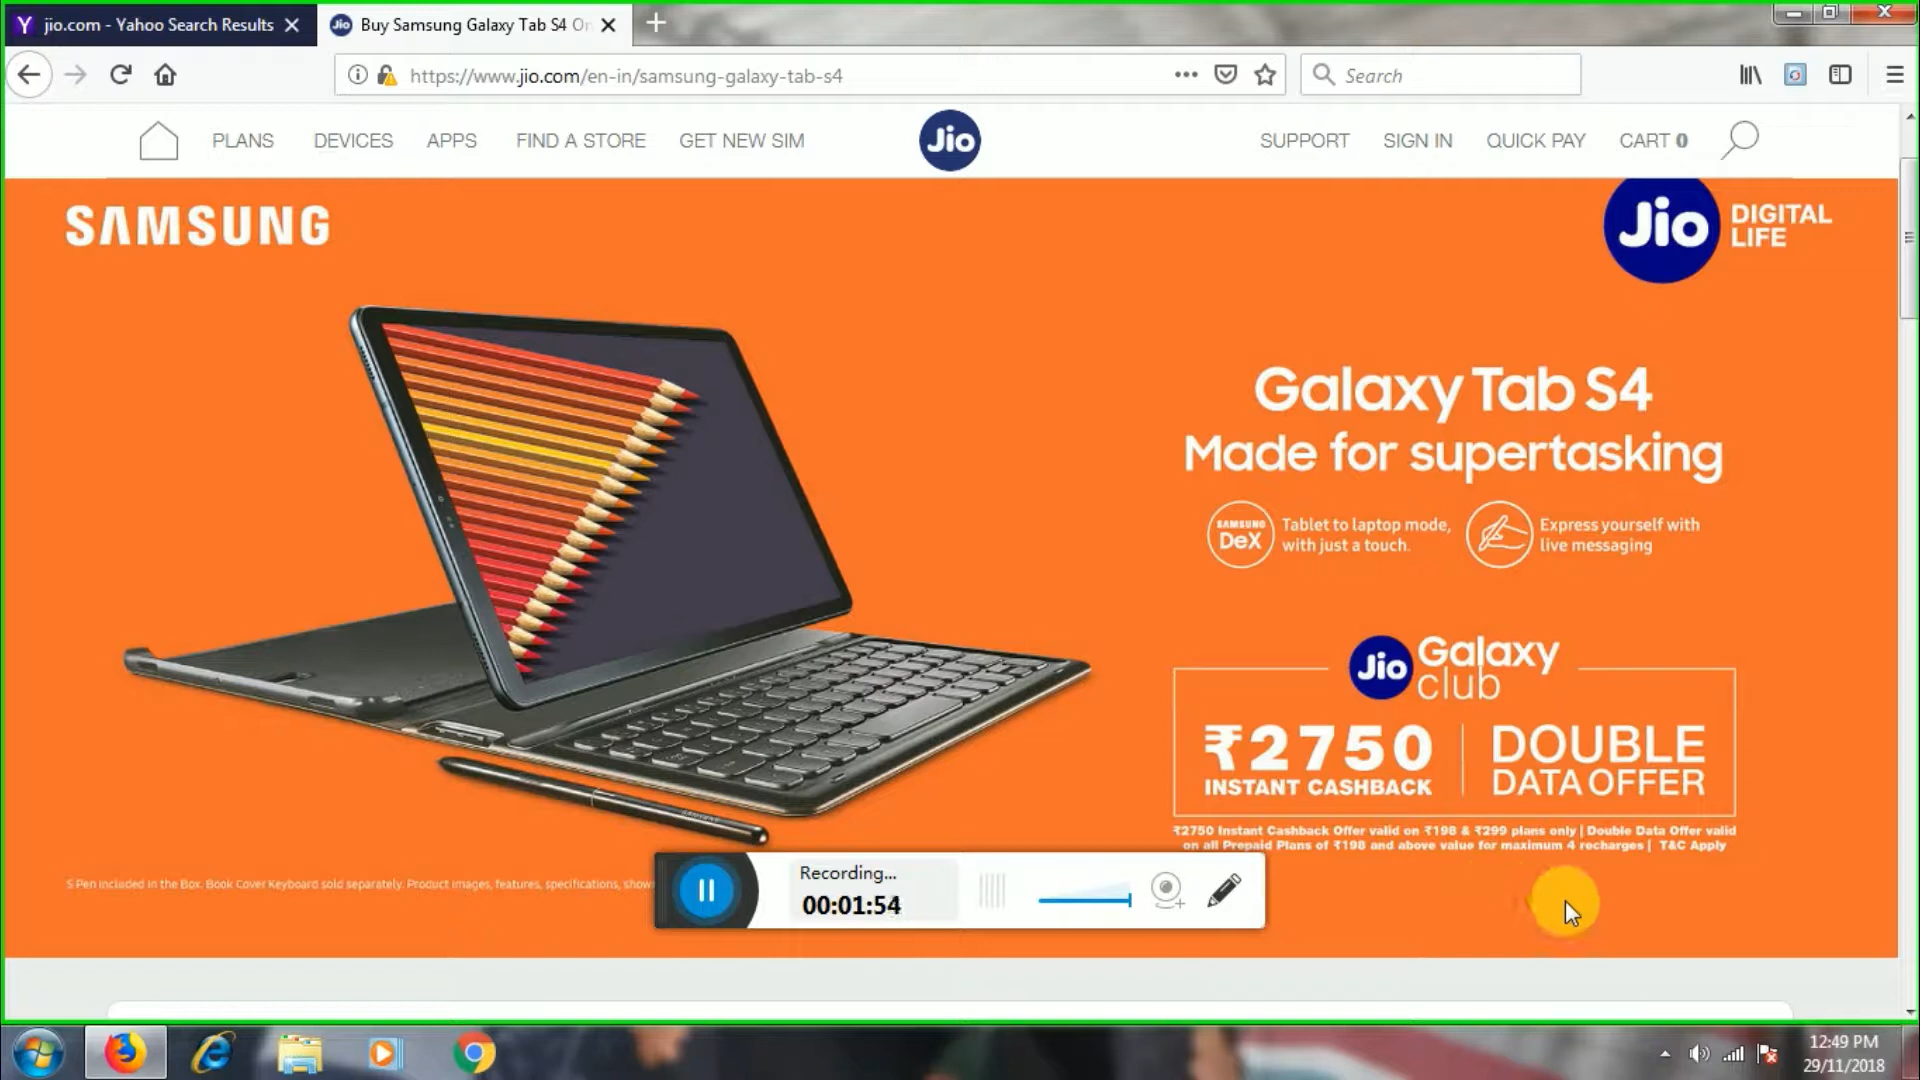 jio.com - Yahoo Search Results
Jio Buy Samsung Galaxy Tab S4 On
https://www.jio.com/en-in/samsung-galaxy-tab-s4
Search
PLANS DEVICES APPS FIND A STORE GET NEW SIM Jio SUPPORT SIGN IN QUICK PAY CART 0
SAMSUNG
Jio DIGITAL
LIFE
Galaxy Tab S4
Made for supertasking
SAMSUNG
DeX
Tablet to laptop mode,
with just a touch.
Express yourself with
live messaging
Jio Galaxy
club
₹2750
INSTANT CASHBACK
DOUBLE
DATA OFFER
₹2750 Instant Cashback Offer valid on ₹198 & ₹299 plans only | Double Data Offer valid
on all Prepaid Plans of ₹198 and above value for maximum 4 recharges | T&C Apply
S Pen included in the Box. Book Cover Keyboard sold separately. Product images, features, specifications, show
Recording...
00:01:54
12:49 PM
29/11/2018